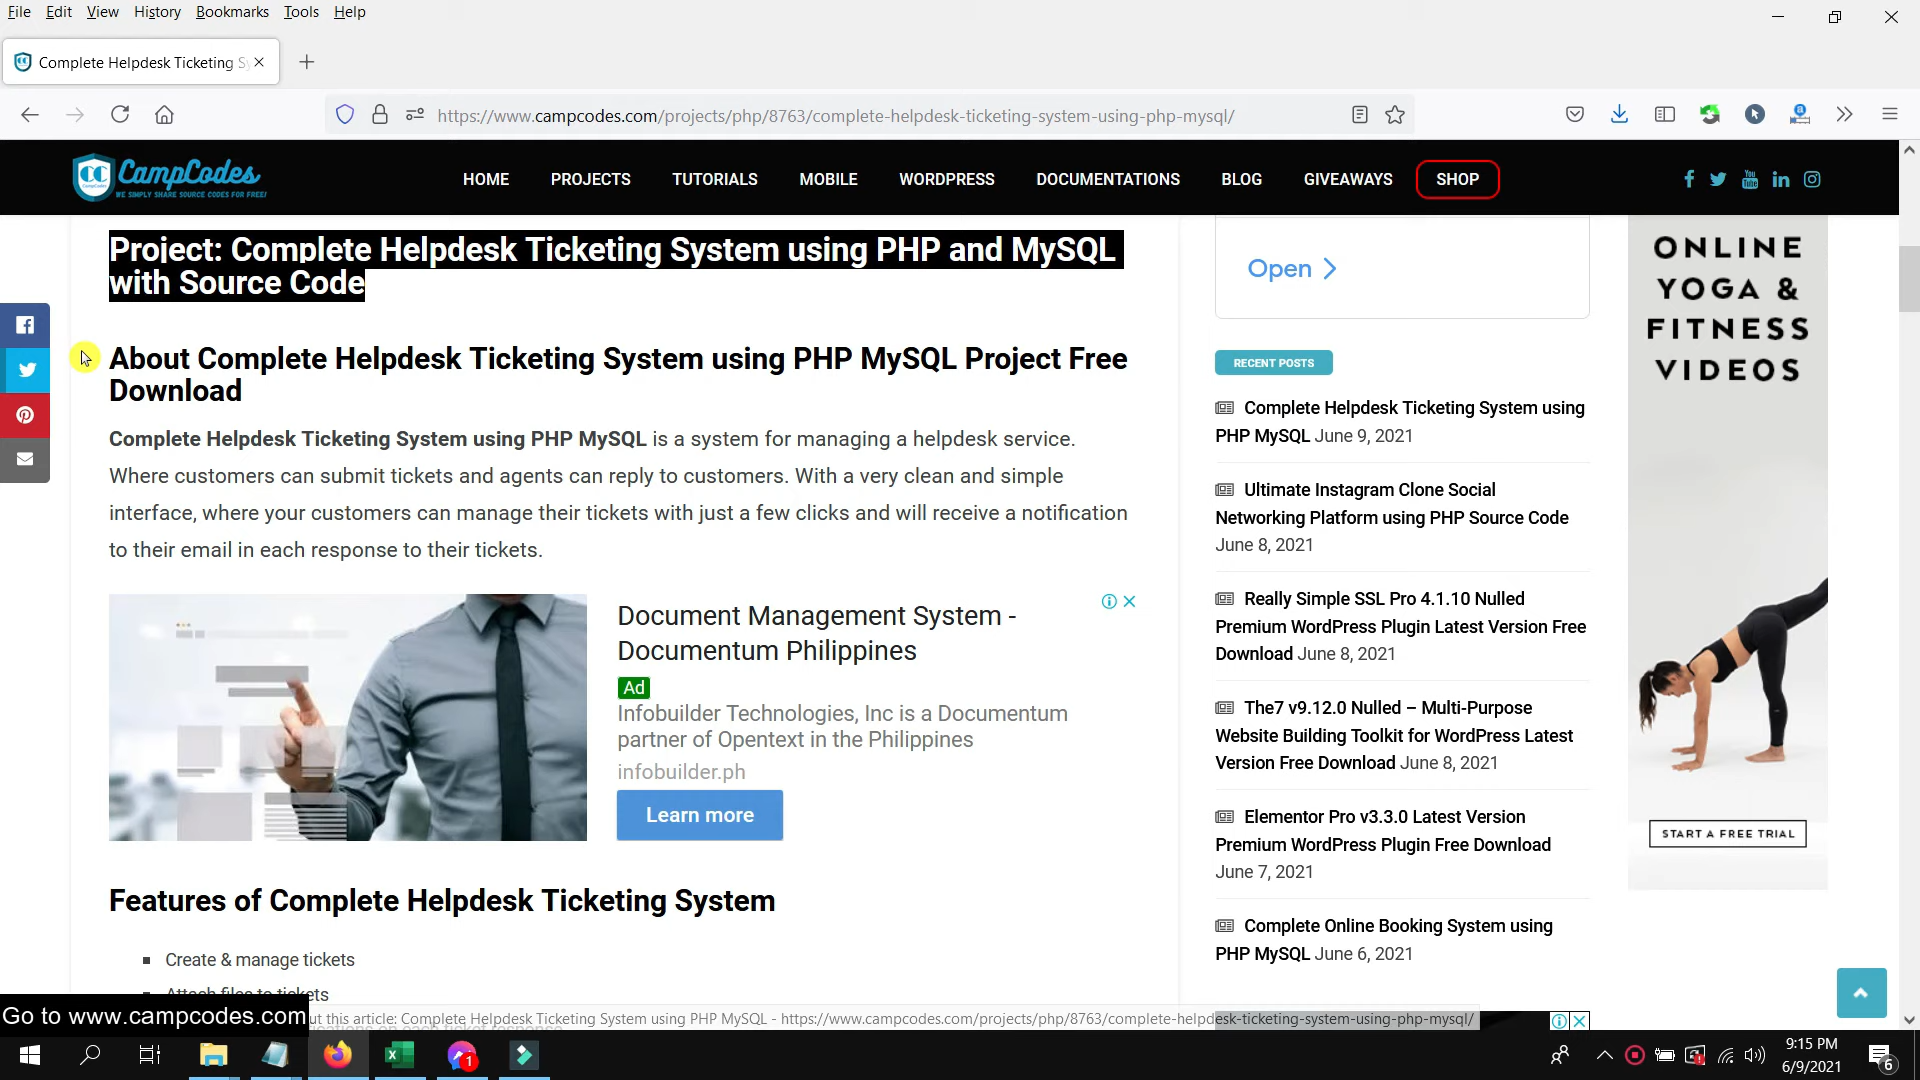 File Edit View History Bookmarks Tools Help
Complete Helpdesk Ticketing S
https://www.campcodes.com/projects/php/8763/complete-helpdesk-ticketing-system-using-php-mysql/
CampCodes
WE SIMPLY SHARE SOURCE CODES FOR FREE!
HOME PROJECTS TUTORIALS MOBILE WORDPRESS DOCUMENTATIONS BLOG GIVEAWAYS SHOP
Project: Complete Helpdesk Ticketing System using PHP and MySQL
with Source Code
About Complete Helpdesk Ticketing System using PHP MySQL Project Free
Download
Complete Helpdesk Ticketing System using PHP MySQL is a system for managing a helpdesk service.
Where customers can submit tickets and agents can reply to customers. With a very clean and simple
interface, where your customers can manage their tickets with just a few clicks and will receive a notification
to their email in each response to their tickets.
Document Management System -
Documentum Philippines
Ad
Infobuilder Technologies, Inc is a Documentum
partner of Opentext in the Philippines
infobuilder.ph
Learn more
Features of Complete Helpdesk Ticketing System
Create & manage tickets
Attach files to tickets
Open
RECENT POSTS
Complete Helpdesk Ticketing System using
PHP MySQL June 9, 2021
Ultimate Instagram Clone Social
Networking Platform using PHP Source Code
June 8, 2021
Really Simple SSL Pro 4.1.10 Nulled
Premium WordPress Plugin Latest Version Free
Download June 8, 2021
The7 v9.12.0 Nulled – Multi-Purpose
Website Building Toolkit for WordPress Latest
Version Free Download June 8, 2021
Elementor Pro v3.3.0 Latest Version
Premium WordPress Plugin Free Download
June 7, 2021
Complete Online Booking System using
PHP MySQL June 6, 2021
ONLINE
YOGA &
FITNESS
VIDEOS
START A FREE TRIAL
Go to www.campcodes.com
ut this article: Complete Helpdesk Ticketing System using PHP MySQL - https://www.campcodes.com/projects/php/8763/complete-helpdesk-ticketing-system-using-php-mysql/
1
9:15 PM
6/9/2021
6